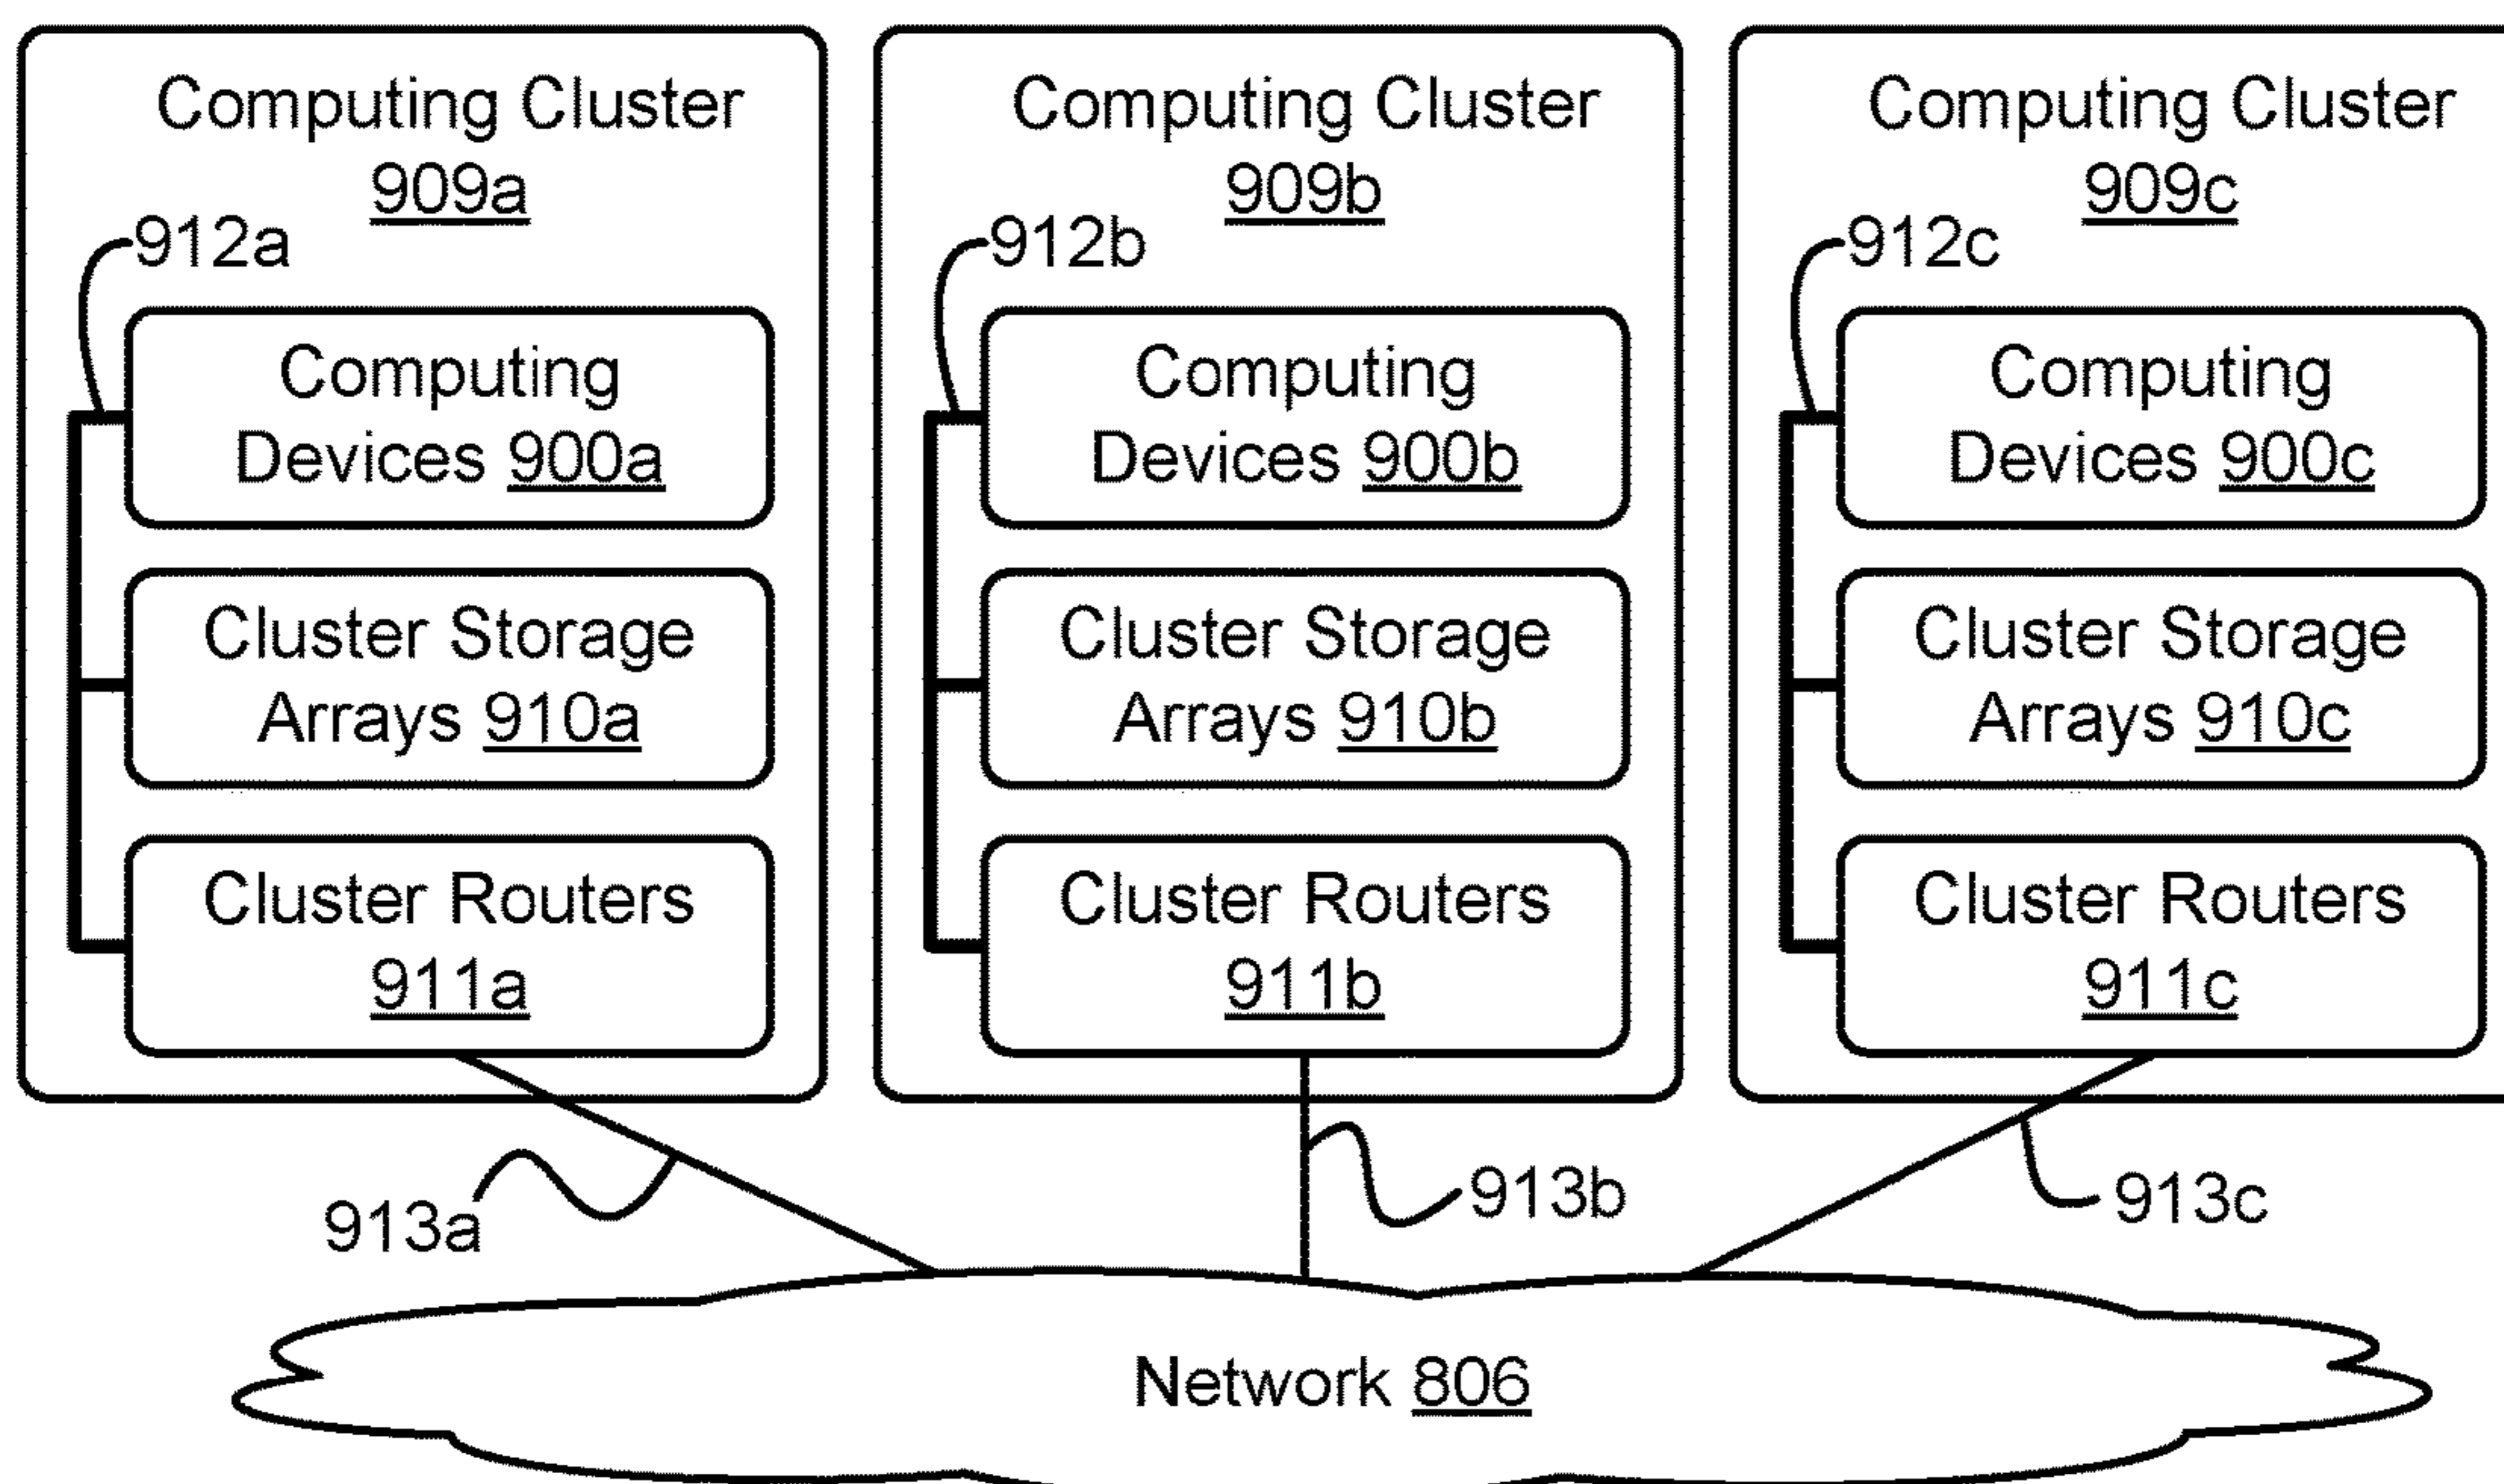 Computing Cluster
909a
912a
Computing
Devices 900a
Cluster Storage
Arrays 910a
Cluster Routers
911a
Computing Cluster
909b
912b
Computing
Devices 900b
Cluster Storage
Arrays 910b
Cluster Routers
911b
Computing Cluster
909c
912c
Computing
Devices 900c
Cluster Storage
Arrays 910c
Cluster Routers
911c
913a
913b
913c
Network 806